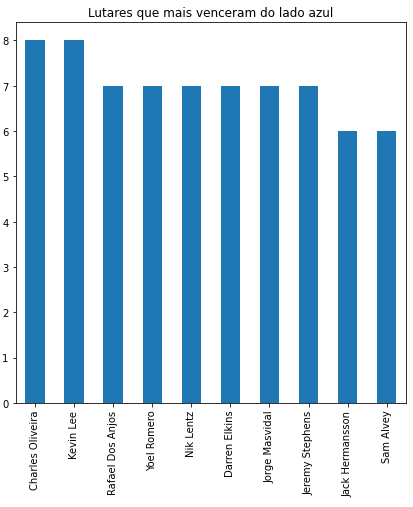 Lutares que mais venceram do lado azul
8
7
6
5
4
3
2
1
0
Charles Oliveira
Kevin Lee
Rafael Dos Anjos
Yoel Romero
Nik Lentz
Darren Elkins
Jorge Masvidal
Jeremy Stephens
Jack Hermansson
Sam Alvey